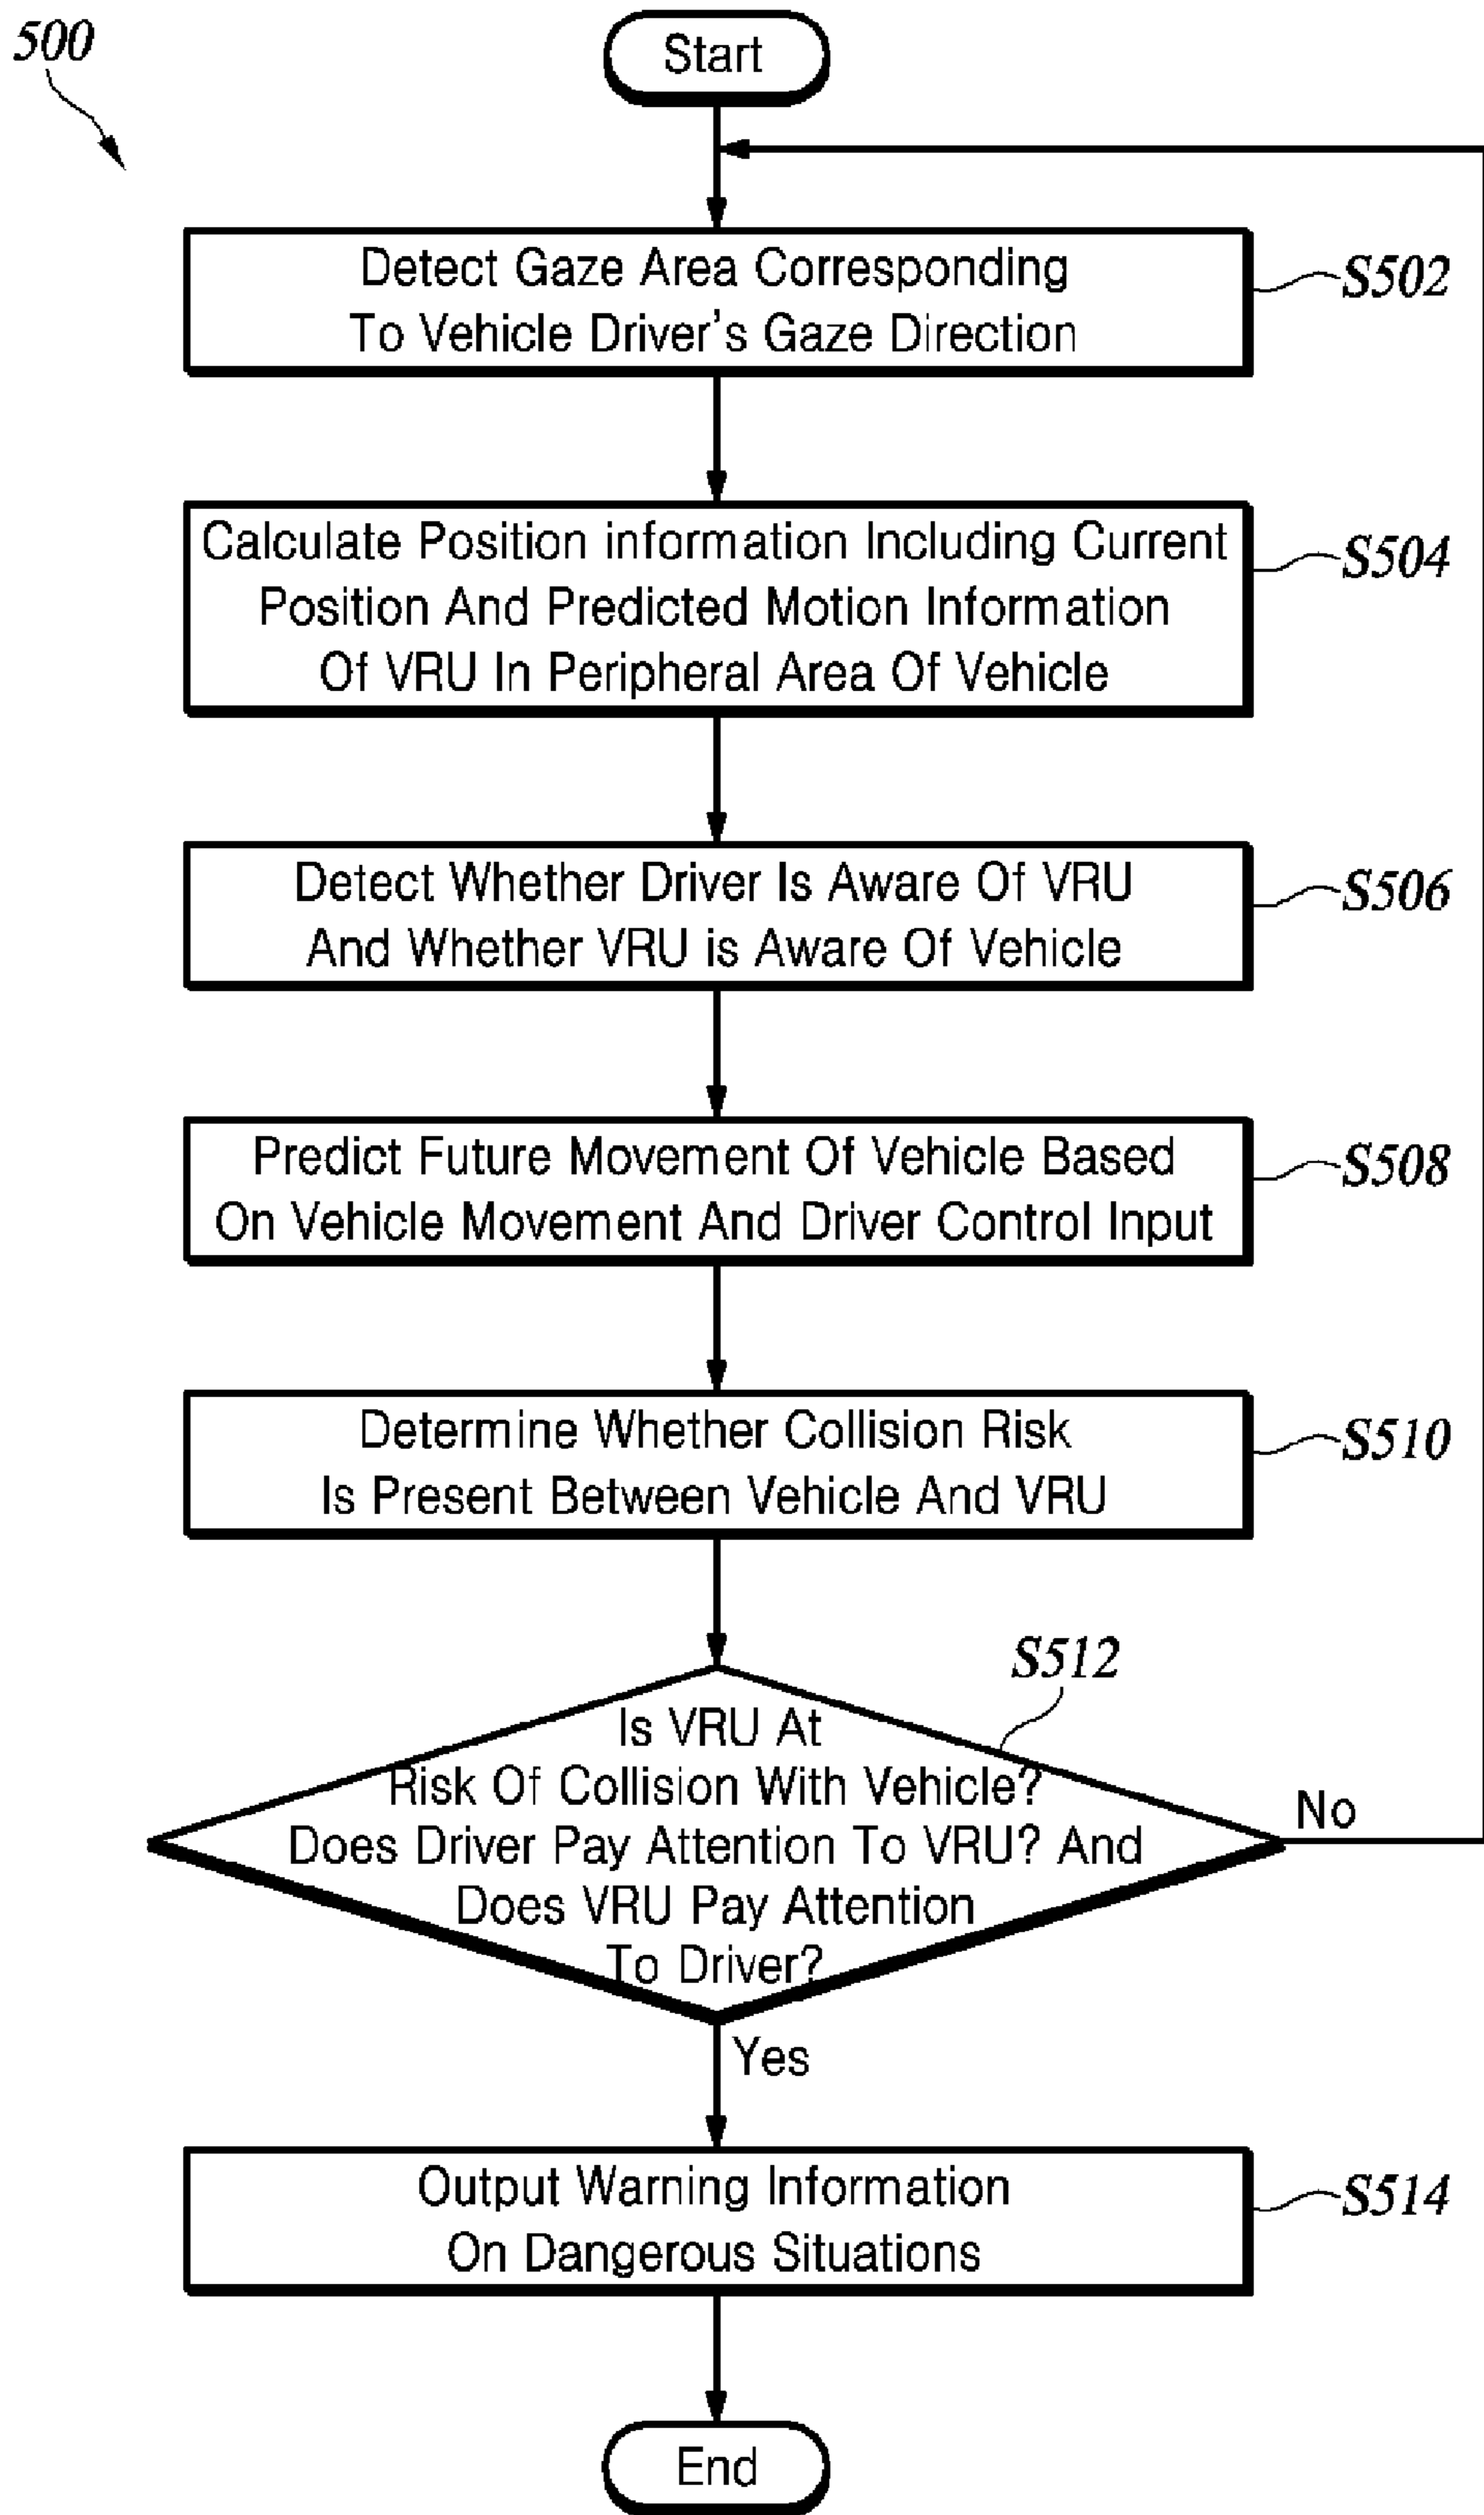 500
Start
Detect Gaze Area Corresponding
To Vehicle Driver's Gaze Direction
S502
Calculate Position information Including Current
Position And Predicted Motion Information
Of VRU In Peripheral Area Of Vehicle
S504
Detect Whether Driver Is Aware Of VRU
And Whether VRU is Aware Of Vehicle
S506
Predict Future Movement Of Vehicle Based
On Vehicle Movement And Driver Control Input
S508
Determine Whether Collision Risk
Is Present Between Vehicle And VRU
S510
S512
Is VRU At
Risk Of Collision With Vehicle?
Does Driver Pay Attention To VRU? And
Does VRU Pay Attention
To Driver?
No
Yes
Output Warning Information
On Dangerous Situations
S514
End